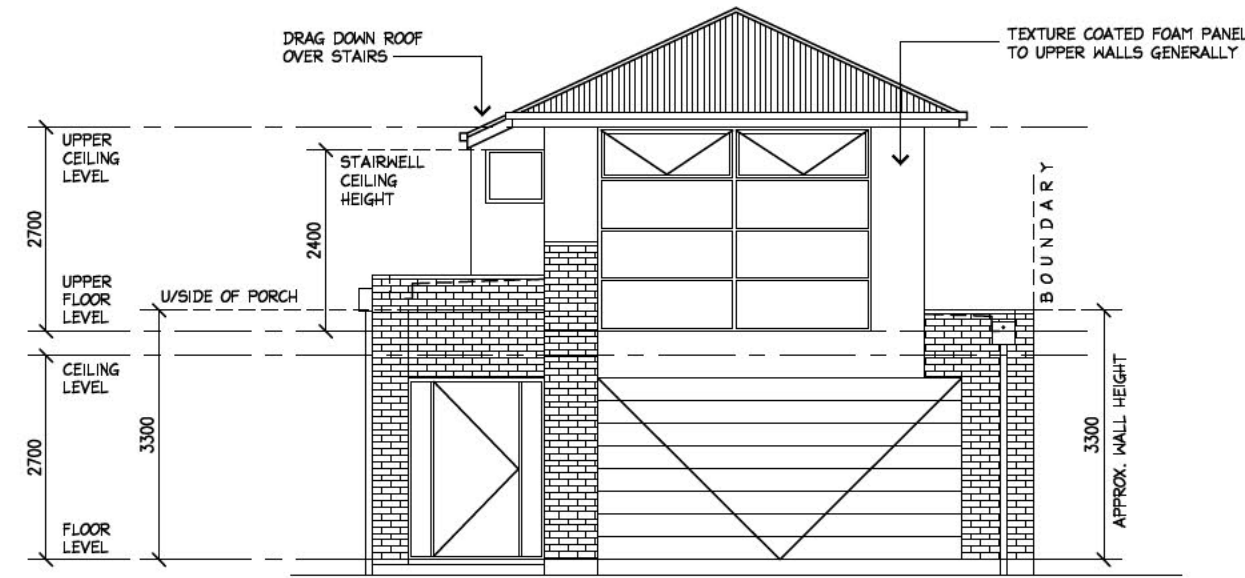 DRAG DOWN ROOF
OVER STAIRS
TEXTURE COATED FOAM PANEL
TO UPPER WALLS GENERALLY
UPPER
CEILING
LEVEL
STAIRWELL
CEILING
HEIGHT
2700
2400
BOUNDARY
UPPER
FLOOR
LEVEL
U/SIDE OF PORCH
CEILING
LEVEL
2700
3300
3300
APPROX. WALL HEIGHT
FLOOR
LEVEL